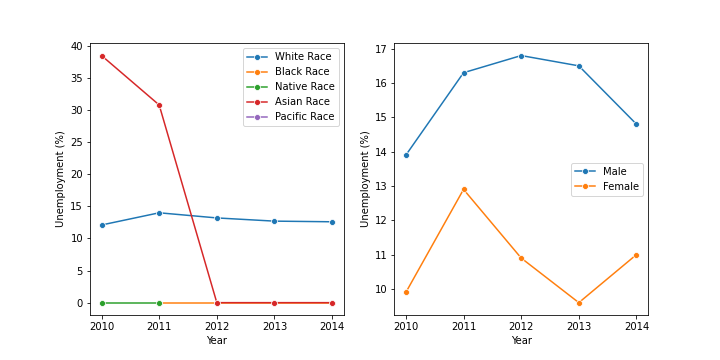 40
35
30
25
20
15
10
5
0
Unemployment (%)
2010 2011 2012 2013 2014
Year
White Race
Black Race
Native Race
Asian Race
Pacific Race
17
16
15
14
13
12
11
10
Unemployment (%)
2010 2011 2012 2013 2014
Year
Male
Female